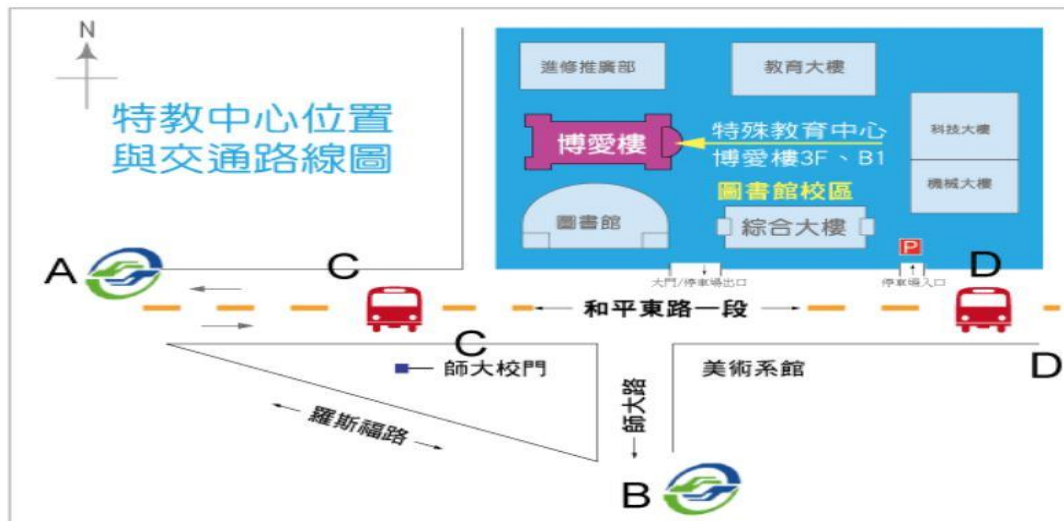 N
特教中心位置
與交通路線圖
進修推廣部
教育大樓
博愛樓
特殊教育中心
博愛樓3F、B1
科技大樓
機械大樓
圖書館校區
圖書館
綜合大樓
P
大門/停車場出口
停車場入口
A
C
D
和平東路一段
C
師大校門
美術系館
D
羅斯福路
師大路
B